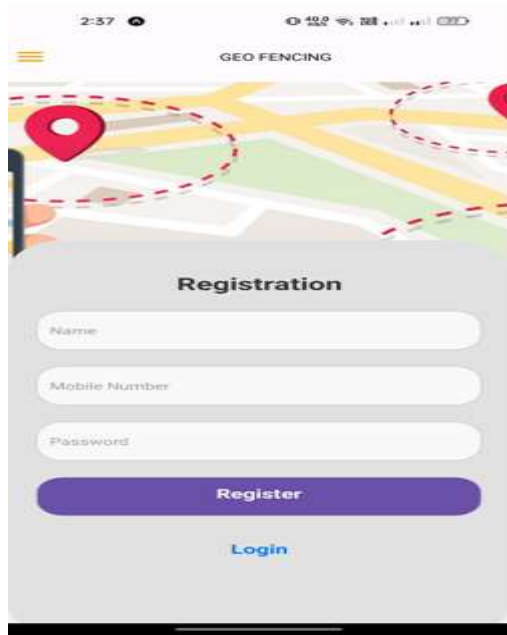 2:37
GEO FENCING
Registration
Name
Mobile Number
Password
Register
Login